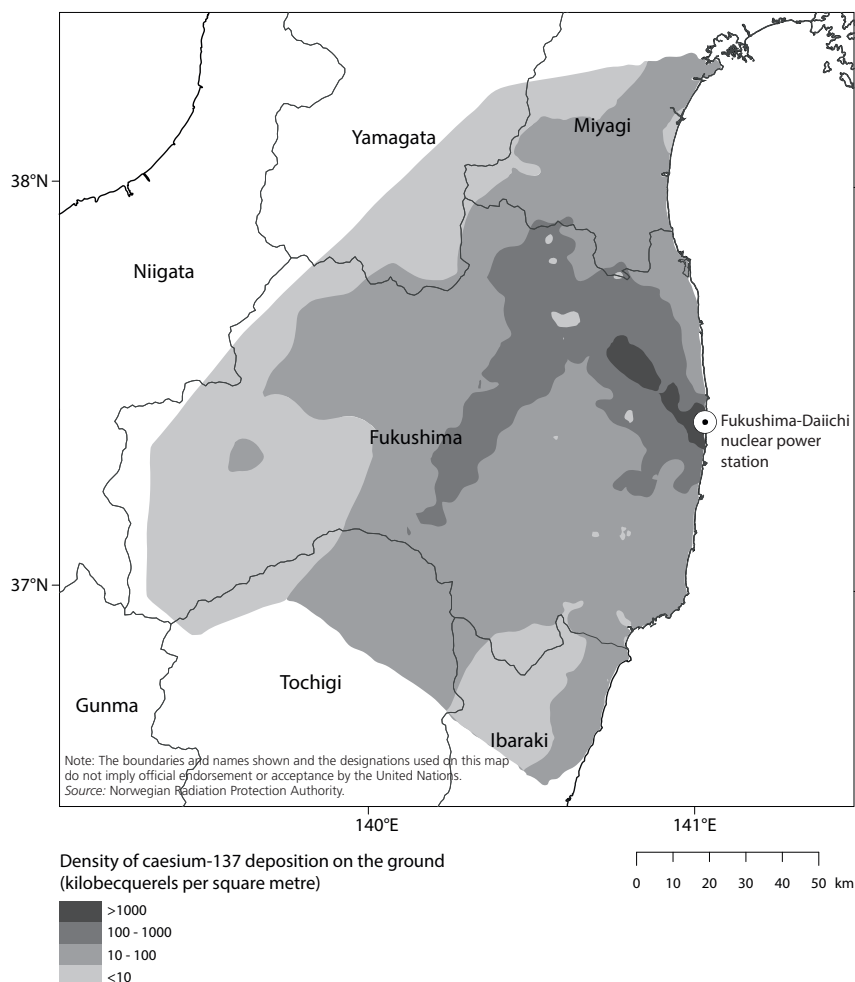 Yamagata
Miyagi
38°N
Niigata
Fukushima-Daiichi
nuclear power
station
Fukushima
37°N
Tochigi
Gunma
Ibaraki
Note: The boundaries and names shown and the designations used on this map
do not imply official endorsement or acceptance by the United Nations.
Source: Norwegian Radiation Protection Authority.
140°E
141°E
Density of caesium-137 deposition on the ground
(kilobecquerels per square metre)
0 10 20 30 40 50 km
>1000
100 - 1000
10 - 100
<10